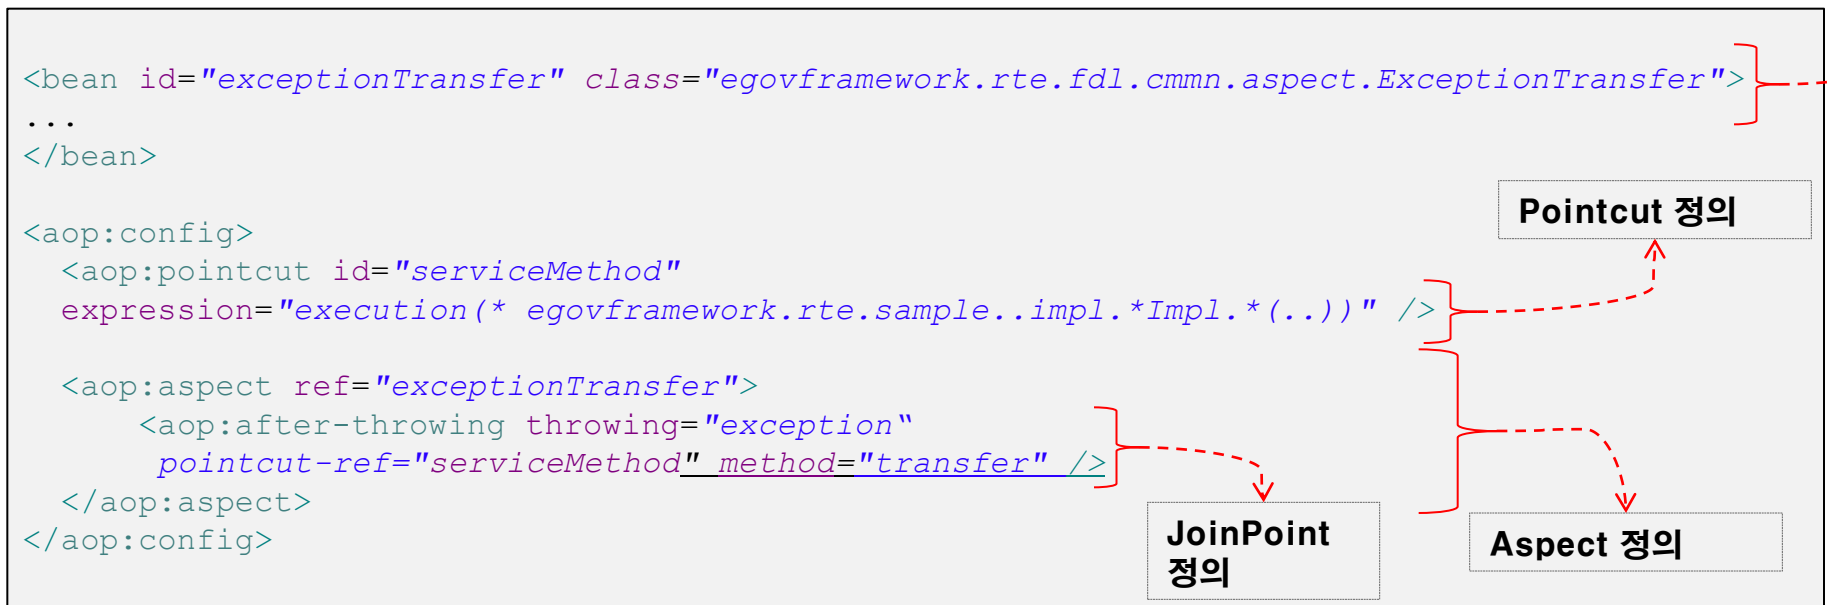 <bean id="exceptionTransfer" class="egovframework.rte.fdl.cmmn.aspect.ExceptionTransfer">
...
</bean>
Pointcut 정의
<aop:config>
<aop:pointcut id="serviceMethod"
expression="execution(* egovframework.rte.sample..impl.*Impl.*(..))" />
<aop:aspect ref="exceptionTransfer">
<aop:after-throwing throwing="exception“
pointcut-ref="serviceMethod" method="transfer" />
</aop:aspect>
</aop:config>
JoinPoint
정의
Aspect 정의